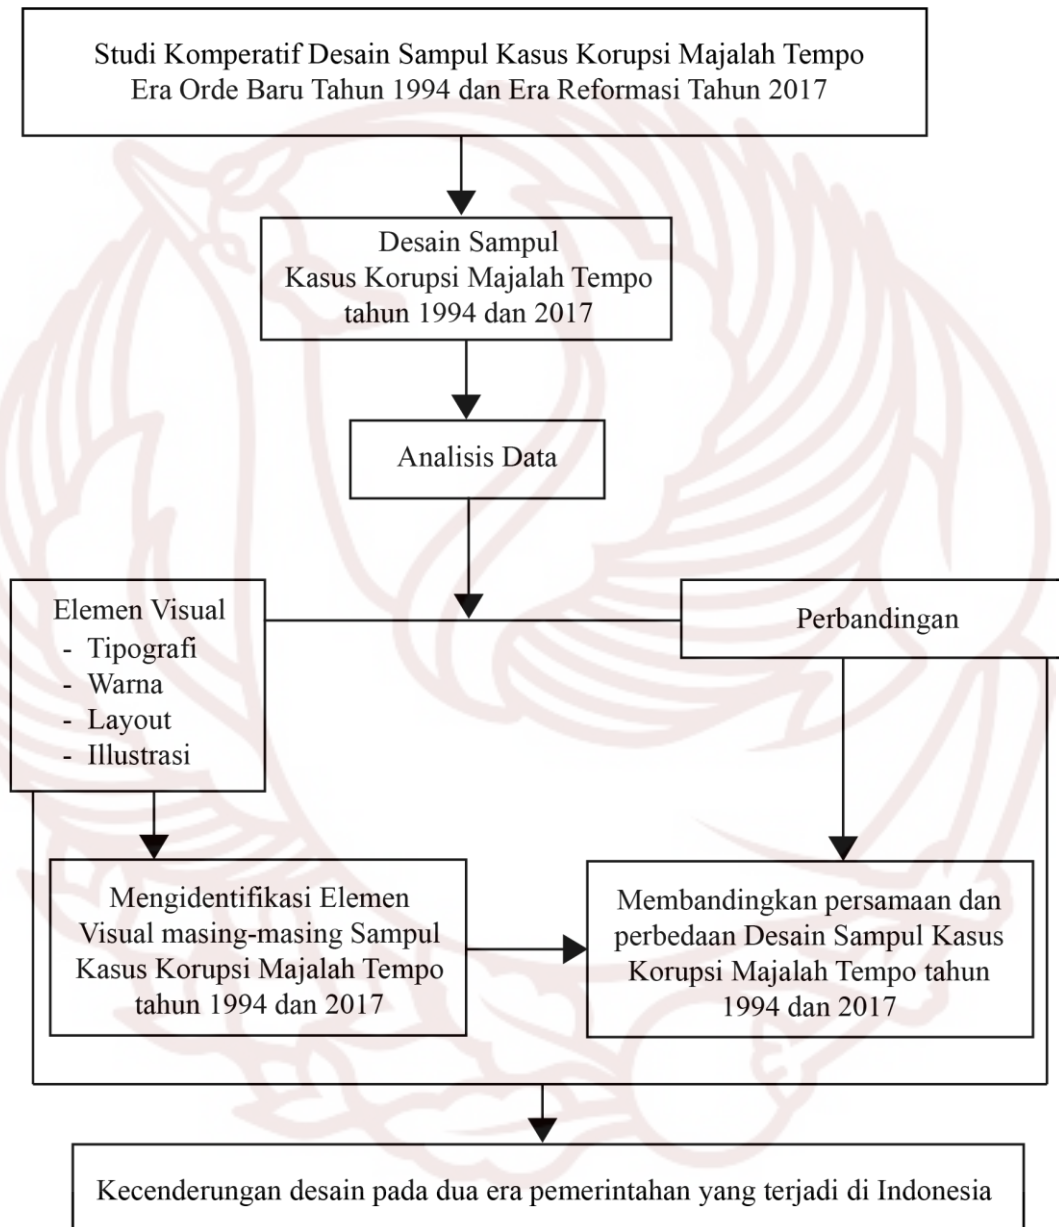 Studi Komperatif Desain Sampul Kasus Korupsi Majalah Tempo
Era Orde Baru Tahun 1994 dan Era Reformasi Tahun 2017
Desain Sampul
Kasus Korupsi Majalah Tempo
tahun 1994 dan 2017
Analisis Data
Elemen Visual
- Tipografi
- Warna
- Layout
- Illustrasi
Perbandingan
Mengidentifikasi Elemen
Visual masing-masing Sampul
Kasus Korupsi Majalah Tempo
tahun 1994 dan 2017
Membandingkan persamaan dan
perbedaan Desain Sampul Kasus
Korupsi Majalah Tempo tahun
1994 dan 2017
Kecenderungan desain pada dua era pemerintahan yang terjadi di Indonesia